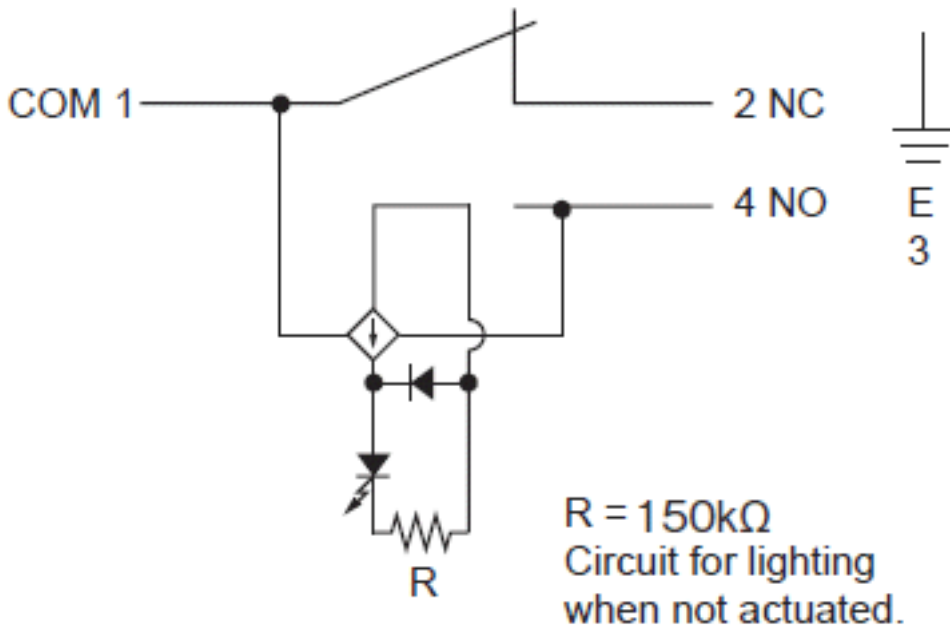 COM 1
2 NC
4 NO
E
3
R
R = 150kΩ
Circuit for lighting
when not actuated.